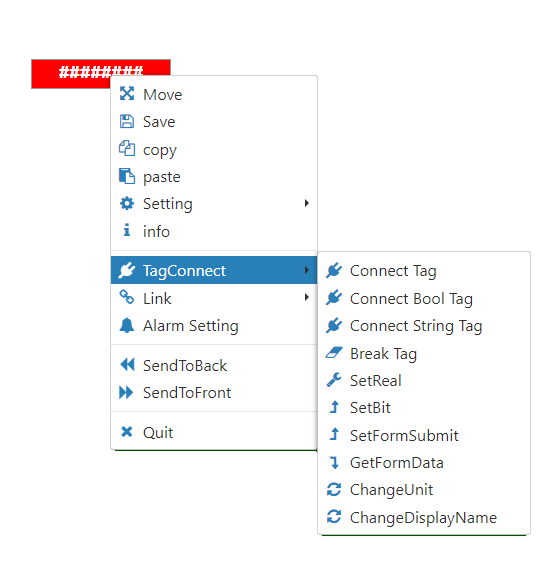 ########
Move
Save
copy
paste
Setting
info
TagConnect
Link
Alarm Setting
SendToBack
SendToFront
Quit
Connect Tag
Connect Bool Tag
Connect String Tag
Break Tag
SetReal
SetBit
SetFormSubmit
GetFormData
ChangeUnit
ChangeDisplayName